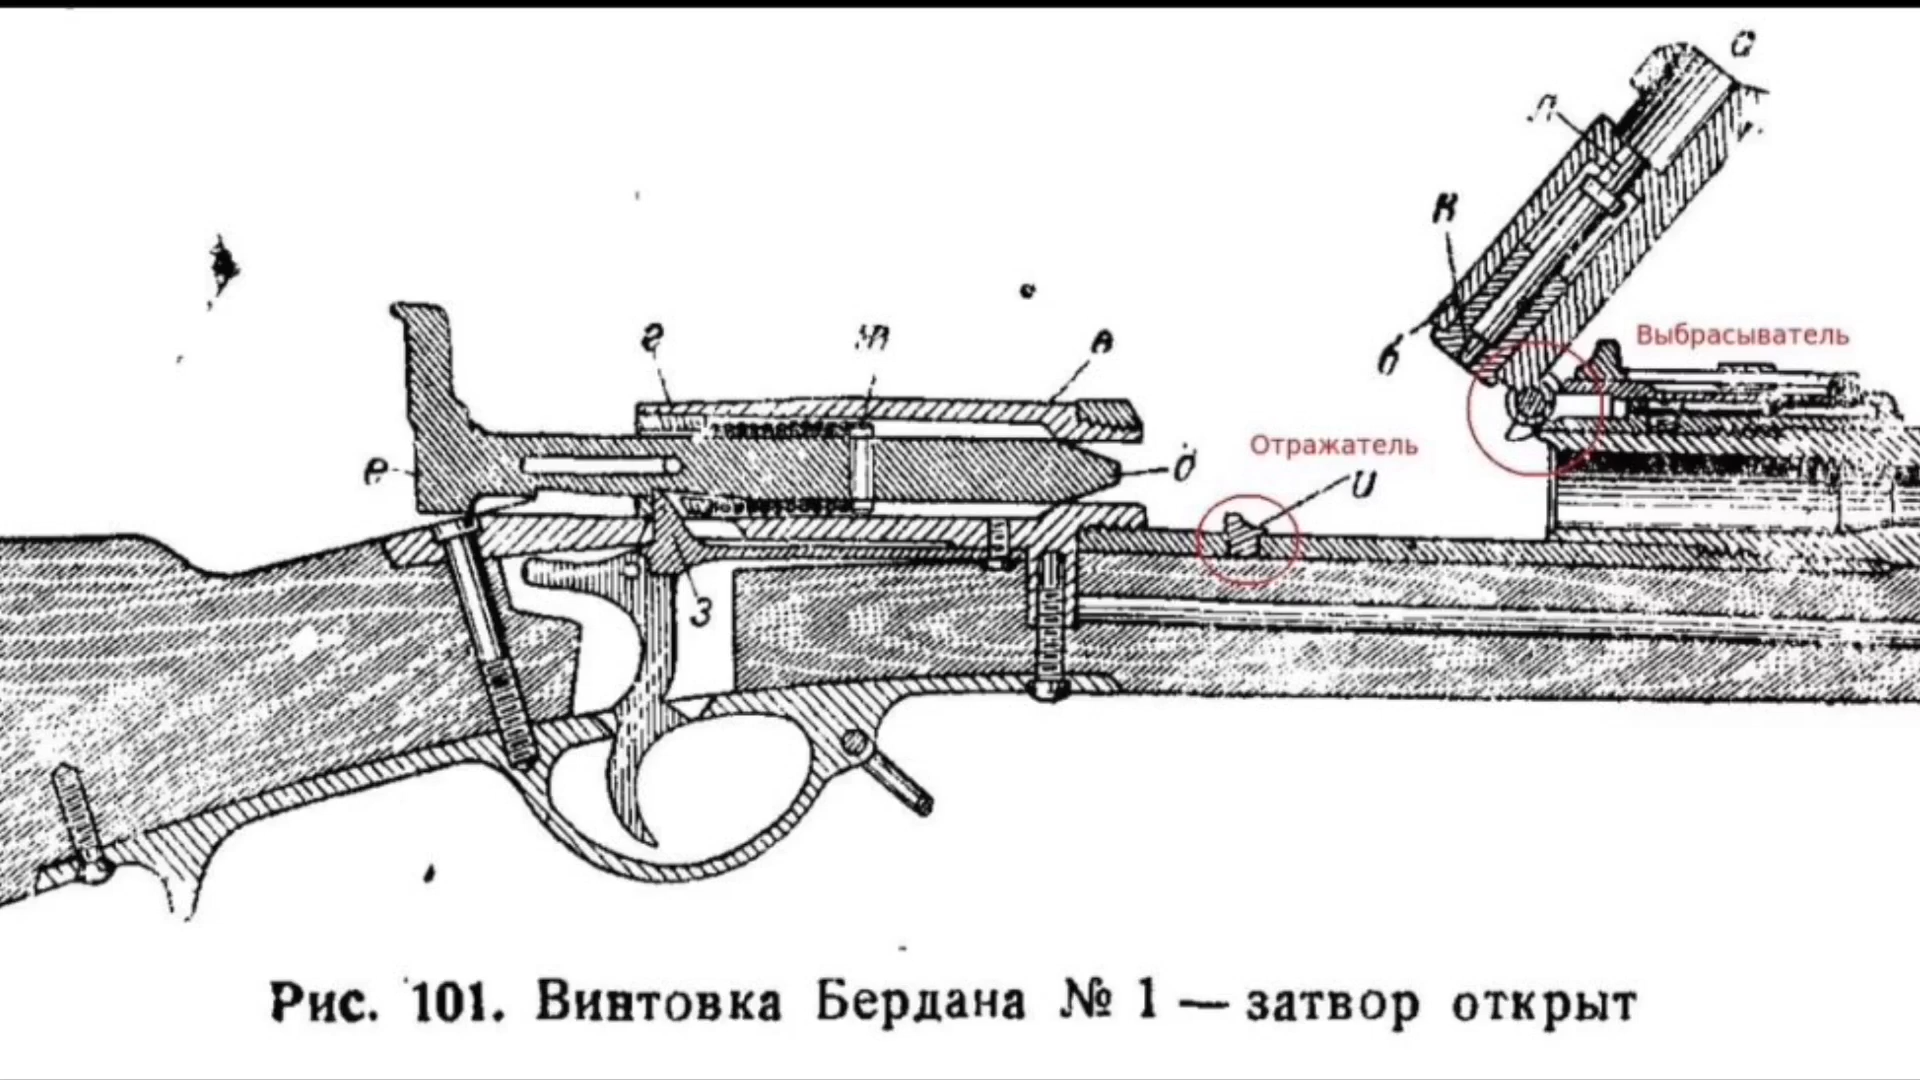 а
л
к
Выбрасыватель
б
г
ж
в
Отражатель
е
д
и
з
Рис. 101. Винтовка Бердана № 1 — затвор открыт